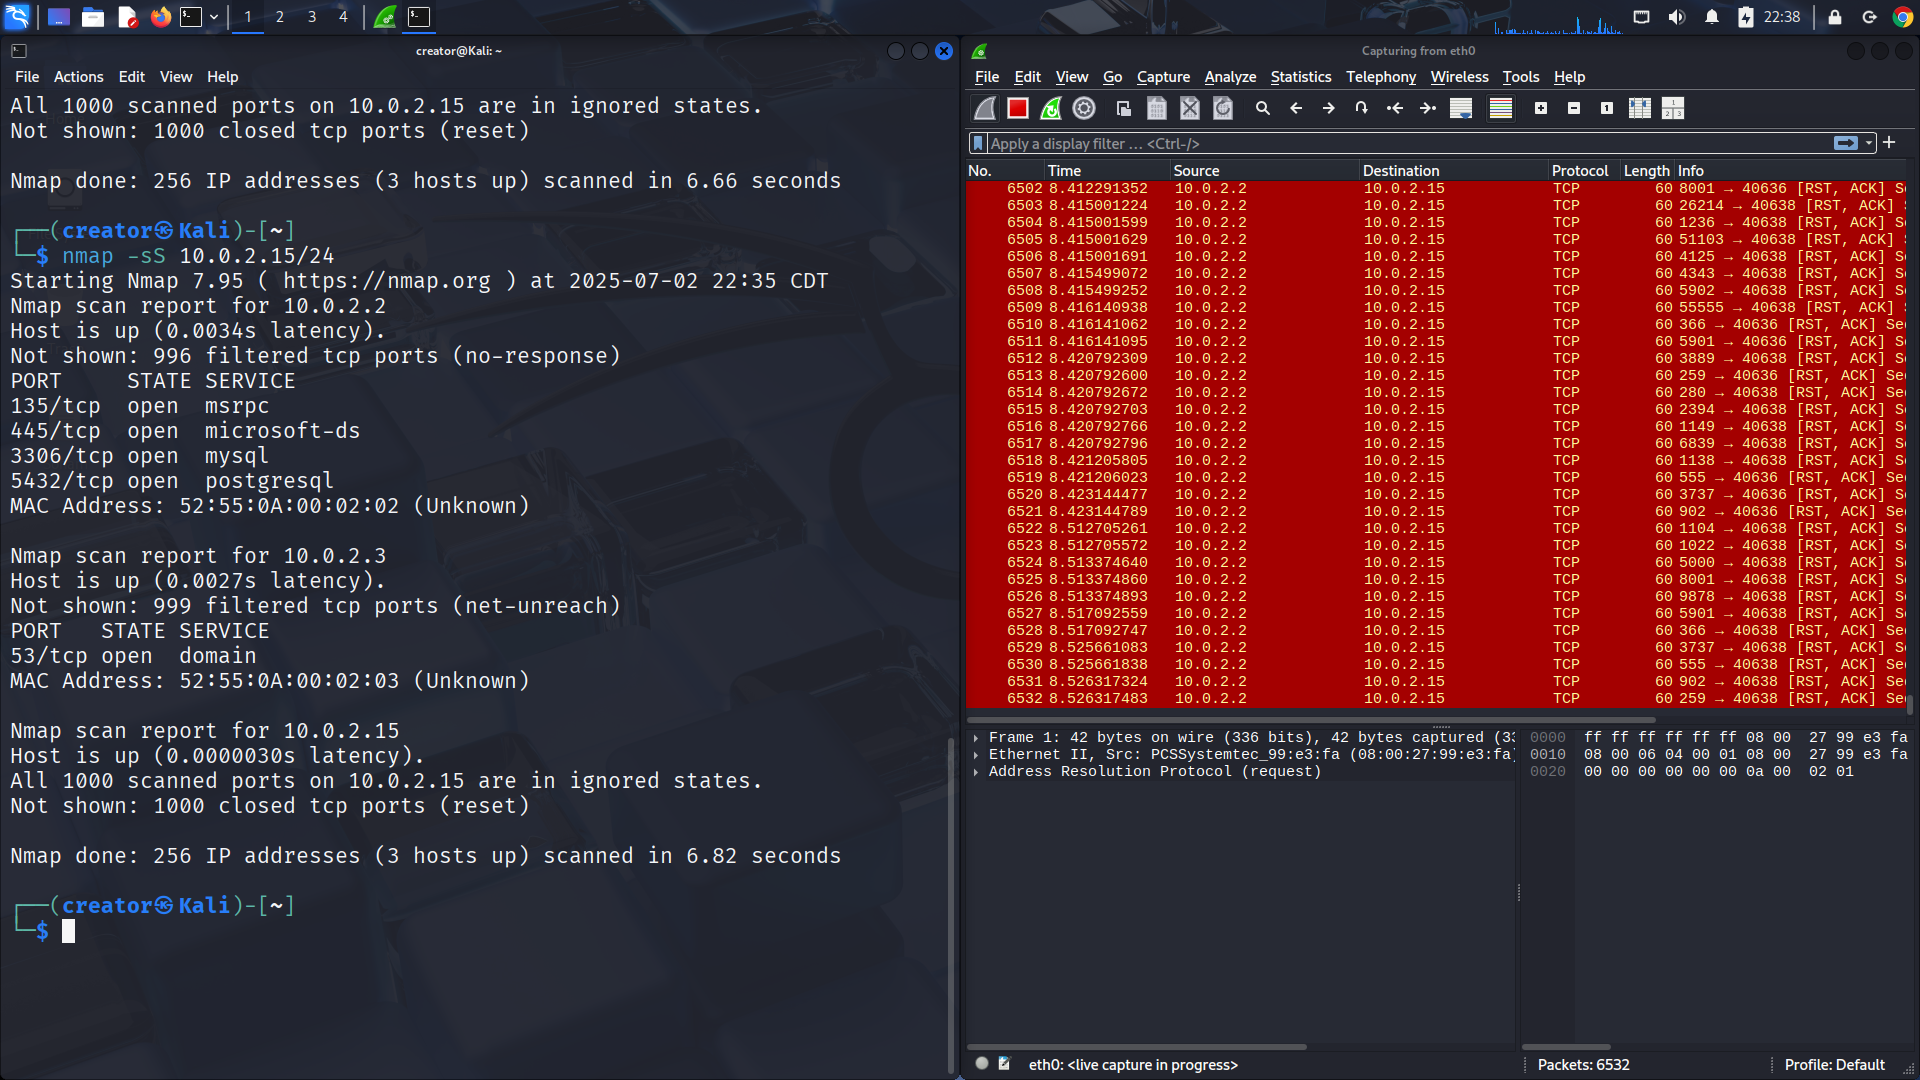 1 2 3 4
22:38
creator@Kali: ~
File Actions Edit View Help
All 1000 scanned ports on 10.0.2.15 are in ignored states.
Not shown: 1000 closed tcp ports (reset)
Nmap done: 256 IP addresses (3 hosts up) scanned in 6.66 seconds
┌──(creator㉿Kali)-[~]
└─$ nmap -sS 10.0.2.15/24
Starting Nmap 7.95 ( https://nmap.org ) at 2025-07-02 22:35 CDT
Nmap scan report for 10.0.2.2
Host is up (0.0034s latency).
Not shown: 996 filtered tcp ports (no-response)
PORT     STATE SERVICE
135/tcp  open  msrpc
445/tcp  open  microsoft-ds
3306/tcp open  mysql
5432/tcp open  postgresql
MAC Address: 52:55:0A:00:02:02 (Unknown)
Nmap scan report for 10.0.2.3
Host is up (0.0027s latency).
Not shown: 999 filtered tcp ports (net-unreach)
PORT   STATE SERVICE
53/tcp open  domain
MAC Address: 52:55:0A:00:02:03 (Unknown)
Nmap scan report for 10.0.2.15
Host is up (0.0000030s latency).
All 1000 scanned ports on 10.0.2.15 are in ignored states.
Not shown: 1000 closed tcp ports (reset)
Nmap done: 256 IP addresses (3 hosts up) scanned in 6.82 seconds
┌──(creator㉿Kali)-[~]
└─$
Capturing from eth0
File Edit View Go Capture Analyze Statistics Telephony Wireless Tools Help
Apply a display filter … <Ctrl-/>
No. Time Source Destination Protocol Length Info
6502 8.412291352 10.0.2.2 10.0.2.15 TCP 60 8001 → 40636 [RST, ACK] Se
6503 8.415001224 10.0.2.2 10.0.2.15 TCP 60 26214 → 40638 [RST, ACK]
6504 8.415001599 10.0.2.2 10.0.2.15 TCP 60 1236 → 40638 [RST, ACK] Se
6505 8.415001629 10.0.2.2 10.0.2.15 TCP 60 51103 → 40638 [RST, ACK]
6506 8.415001691 10.0.2.2 10.0.2.15 TCP 60 4125 → 40638 [RST, ACK] Se
6507 8.415499072 10.0.2.2 10.0.2.15 TCP 60 4343 → 40638 [RST, ACK] Se
6508 8.415499252 10.0.2.2 10.0.2.15 TCP 60 5902 → 40638 [RST, ACK] Se
6509 8.416140938 10.0.2.2 10.0.2.15 TCP 60 55555 → 40638 [RST, ACK]
6510 8.416141062 10.0.2.2 10.0.2.15 TCP 60 366 → 40636 [RST, ACK] Sec
6511 8.416141095 10.0.2.2 10.0.2.15 TCP 60 5901 → 40636 [RST, ACK] Se
6512 8.420792309 10.0.2.2 10.0.2.15 TCP 60 3889 → 40638 [RST, ACK] Se
6513 8.420792600 10.0.2.2 10.0.2.15 TCP 60 259 → 40636 [RST, ACK] Sec
6514 8.420792672 10.0.2.2 10.0.2.15 TCP 60 280 → 40638 [RST, ACK] Sec
6515 8.420792703 10.0.2.2 10.0.2.15 TCP 60 2394 → 40638 [RST, ACK] Se
6516 8.420792766 10.0.2.2 10.0.2.15 TCP 60 1149 → 40638 [RST, ACK] Se
6517 8.420792796 10.0.2.2 10.0.2.15 TCP 60 6839 → 40638 [RST, ACK] Se
6518 8.421205805 10.0.2.2 10.0.2.15 TCP 60 1138 → 40638 [RST, ACK] Se
6519 8.421206023 10.0.2.2 10.0.2.15 TCP 60 555 → 40636 [RST, ACK] Sec
6520 8.423144477 10.0.2.2 10.0.2.15 TCP 60 3737 → 40636 [RST, ACK] Se
6521 8.423144789 10.0.2.2 10.0.2.15 TCP 60 902 → 40636 [RST, ACK] Sec
6522 8.512705261 10.0.2.2 10.0.2.15 TCP 60 1104 → 40638 [RST, ACK] Se
6523 8.512705572 10.0.2.2 10.0.2.15 TCP 60 1022 → 40638 [RST, ACK] Se
6524 8.513374640 10.0.2.2 10.0.2.15 TCP 60 5000 → 40638 [RST, ACK] Se
6525 8.513374860 10.0.2.2 10.0.2.15 TCP 60 8001 → 40638 [RST, ACK] Se
6526 8.513374893 10.0.2.2 10.0.2.15 TCP 60 9878 → 40638 [RST, ACK] Se
6527 8.517092559 10.0.2.2 10.0.2.15 TCP 60 5901 → 40638 [RST, ACK] Se
6528 8.517092747 10.0.2.2 10.0.2.15 TCP 60 366 → 40638 [RST, ACK] Sec
6529 8.525661083 10.0.2.2 10.0.2.15 TCP 60 3737 → 40638 [RST, ACK] Se
6530 8.525661838 10.0.2.2 10.0.2.15 TCP 60 555 → 40638 [RST, ACK] Sec
6531 8.526317324 10.0.2.2 10.0.2.15 TCP 60 902 → 40638 [RST, ACK] Sec
6532 8.526317483 10.0.2.2 10.0.2.15 TCP 60 259 → 40638 [RST, ACK] Sec
Frame 1: 42 bytes on wire (336 bits), 42 bytes captured (33
Ethernet II, Src: PCSSystemtec_99:e3:fa (08:00:27:99:e3:fa)
Address Resolution Protocol (request)
0000 ff ff ff ff ff ff 08 00 27 99 e3 fa
0010 08 00 06 04 00 01 08 00 27 99 e3 fa
0020 00 00 00 00 00 00 0a 00 02 01
eth0: <live capture in progress>
Packets: 6532
Profile: Default